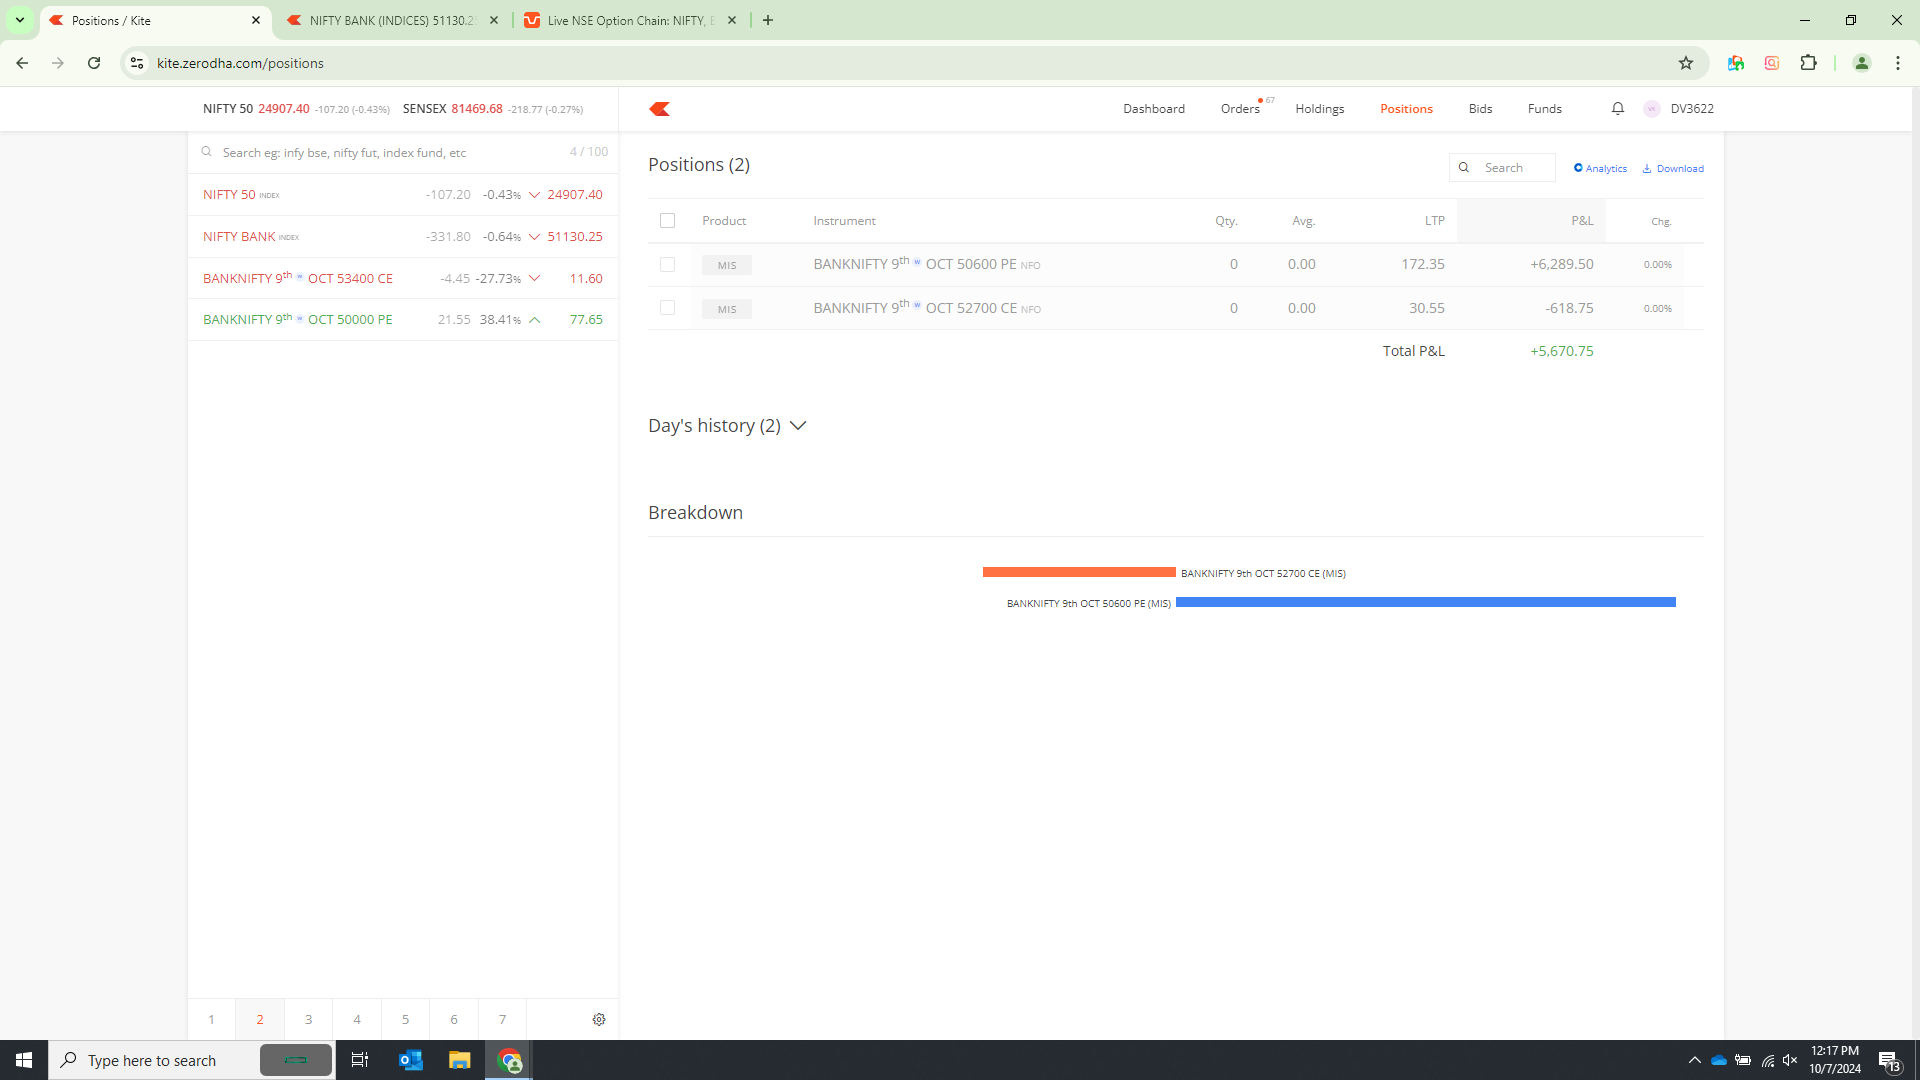 Positions / Kite
NIFTY BANK (INDICES) 51130.2
Live NSE Option Chain: NIFTY,
kite.zerodha.com/positions
NIFTY 50 24907.40 -107.20 (-0.43%) SENSEX 81469.68 -218.77 (-0.27%)
Dashboard Orders 67 Holdings Positions Bids Funds DV3622
Search eg: infy bse, nifty fut, index fund, etc 4 / 100
NIFTY 50 INDEX -107.20 -0.43% 24907.40
NIFTY BANK INDEX -331.80 -0.64% 51130.25
BANKNIFTY 9th w OCT 53400 CE -4.45 -27.73% 11.60
BANKNIFTY 9th w OCT 50000 PE 21.55 38.41% 77.65
1 2 3 4 5 6 7
Positions (2)
Search Analytics Download
Product Instrument Qty. Avg. LTP P&L Chg.
MIS BANKNIFTY 9th w OCT 50600 PE NFO 0 0.00 172.35 +6,289.50 0.00%
MIS BANKNIFTY 9th w OCT 52700 CE NFO 0 0.00 30.55 -618.75 0.00%
Total P&L +5,670.75
Day's history (2)
Breakdown
BANKNIFTY 9th OCT 52700 CE (MIS)
BANKNIFTY 9th OCT 50600 PE (MIS)
Type here to search
12:17 PM
10/7/2024
13